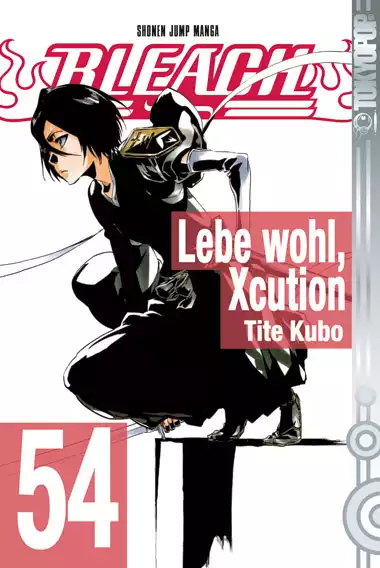 SHONEN JUMP MANGA
BLEACH
TOKYOPOP
Lebe wohl,
Xcution
Tite Kubo
54